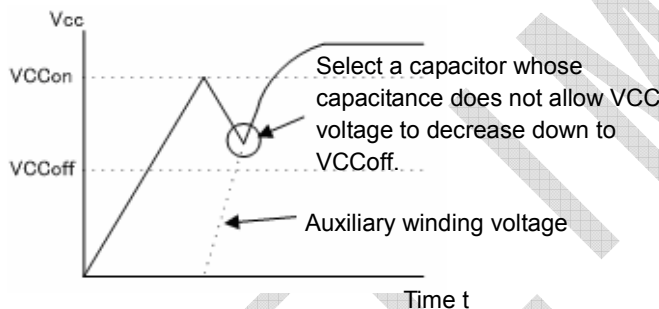 Vcc
VCCon
Select a capacitor whose
capacitance does not allow VCC
voltage to decrease down to
VCCoff.
VCCoff
Auxiliary winding voltage
Time t